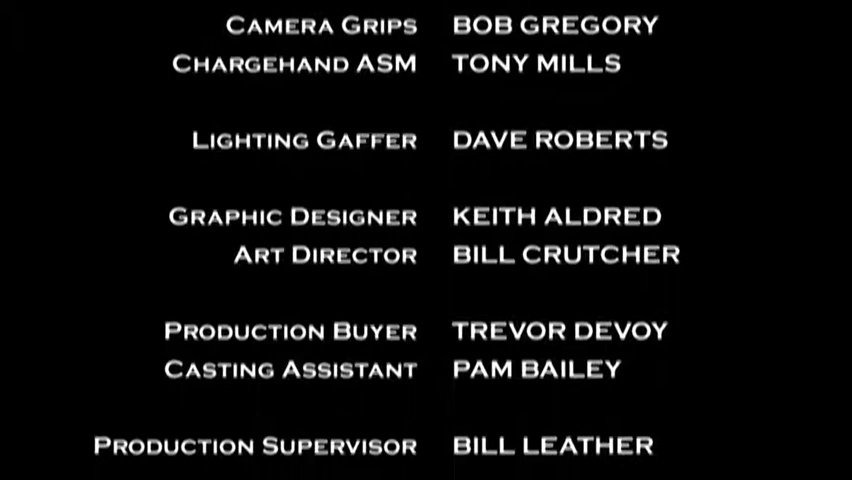 CAMERA GRIPS BOB GREGORY
CHARGEHAND ASM TONY MILLS
LIGHTING GAFFER DAVE ROBERTS
GRAPHIC DESIGNER KEITH ALDRED
ART DIRECTOR BILL CRUTCHER
PRODUCTION BUYER TREVOR DEVOY
CASTING ASSISTANT PAM BAILEY
PRODUCTION SUPERVISOR BILL LEATHER